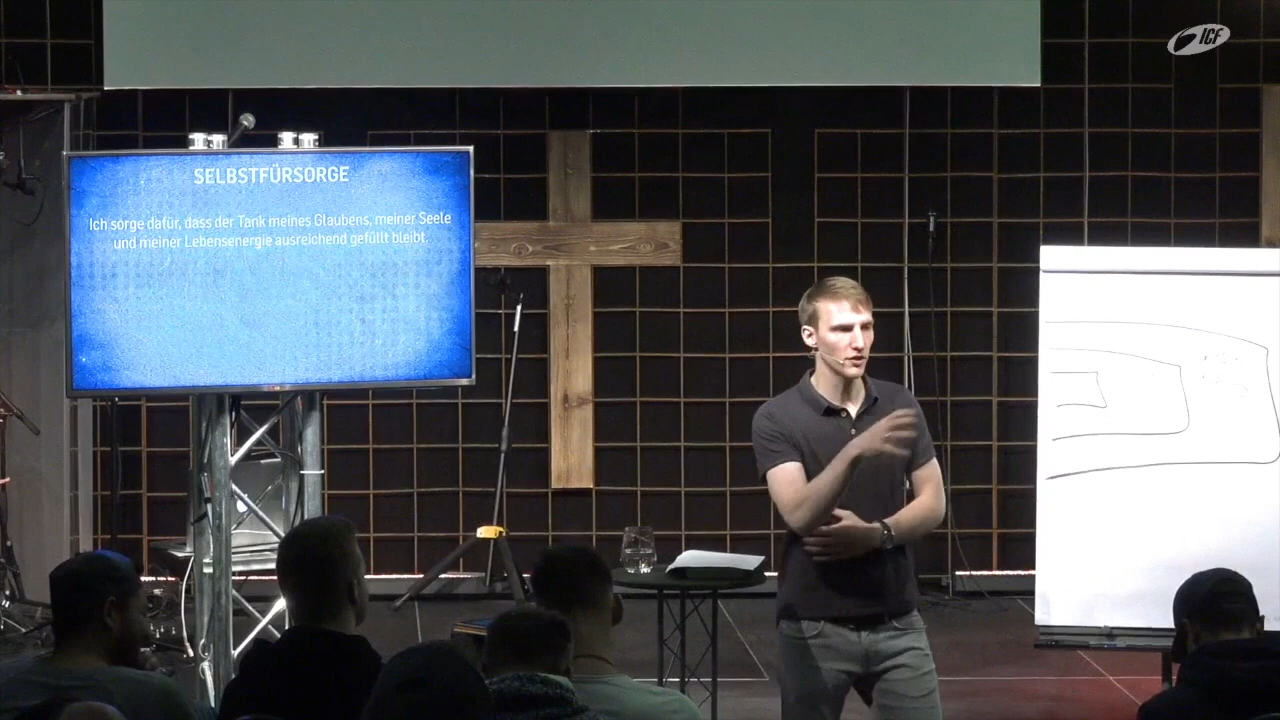 ICF
SELBSTFÜRSORGE
Ich sorge dafür, dass der Tank meines Glaubens, meiner Seele
und meiner Lebensenergie ausreichend gefüllt bleibt.